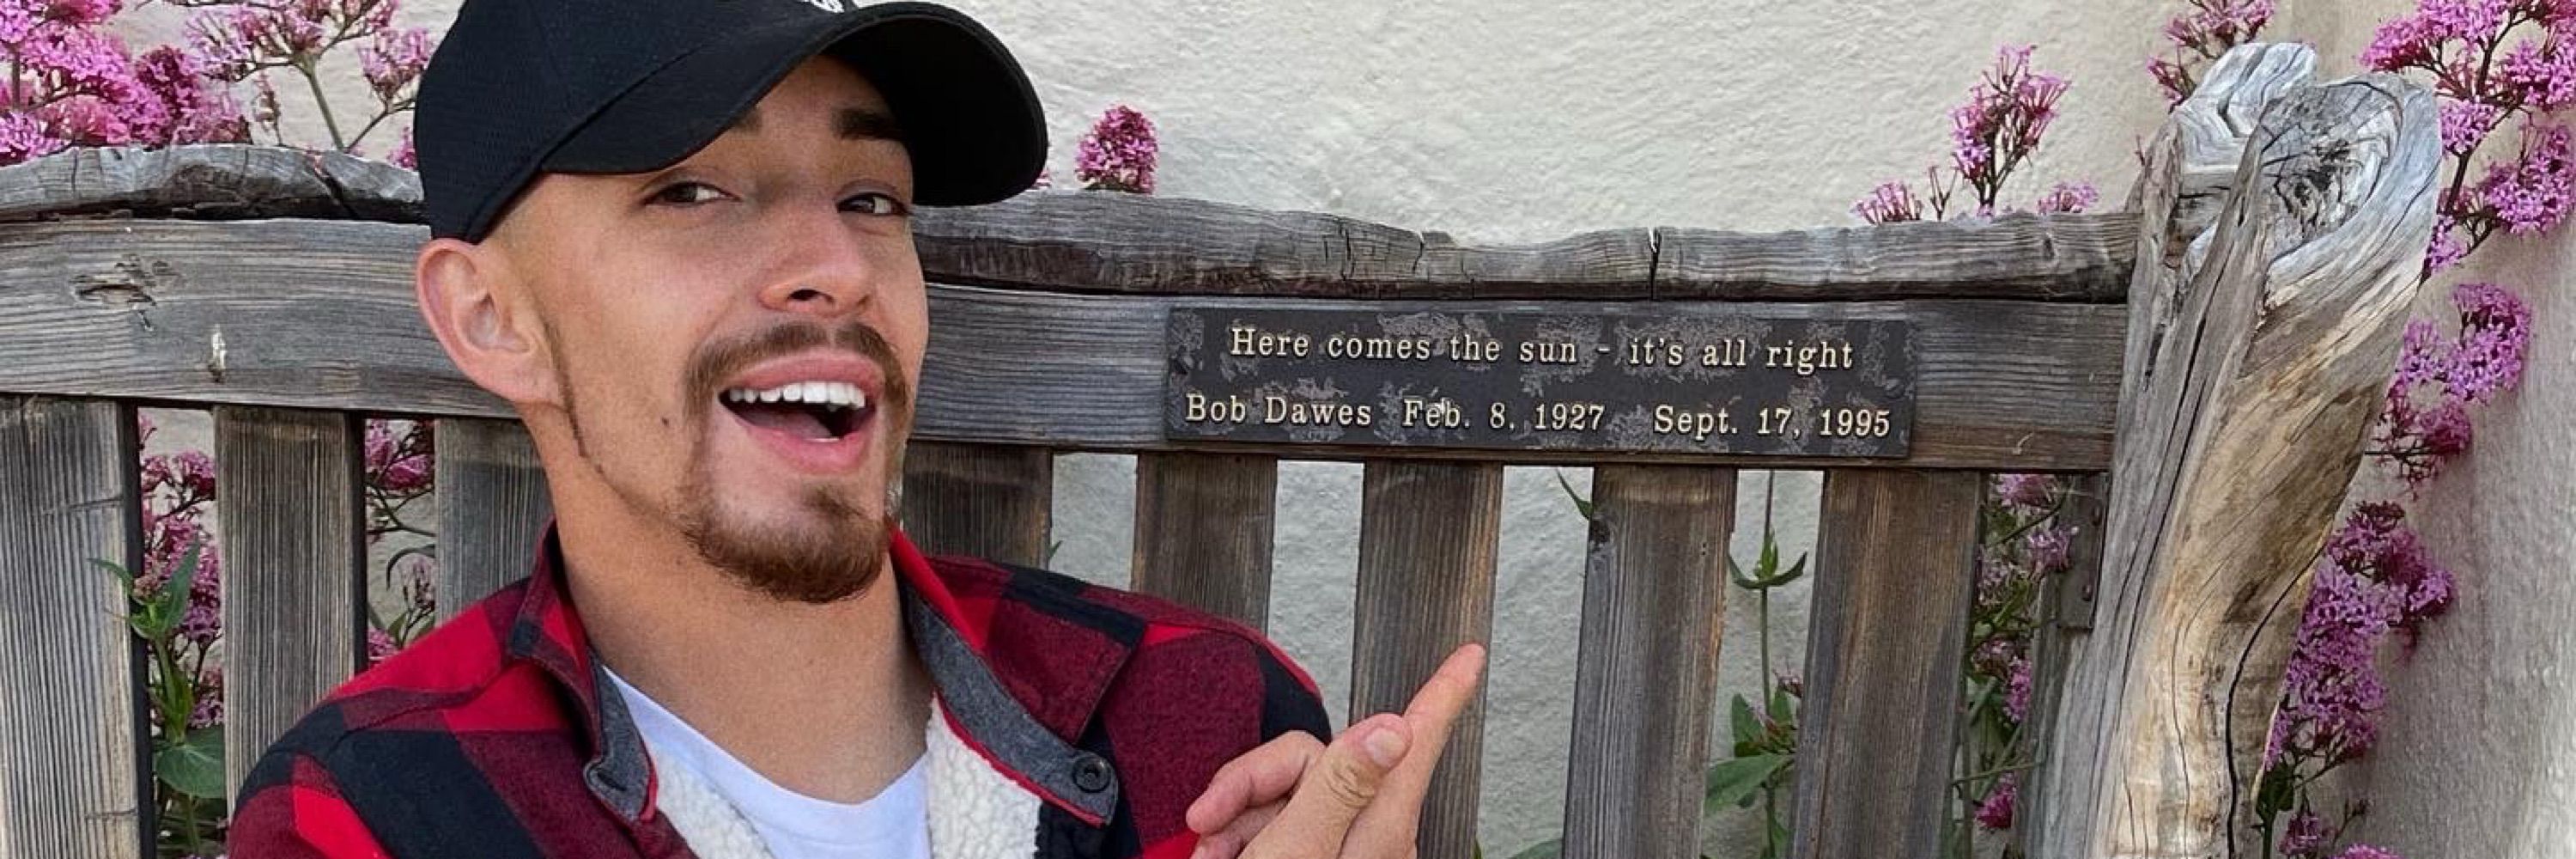 Here comes the sun - it's all right
Bob Dawes Feb. 8, 1927 Sept. 17, 1995